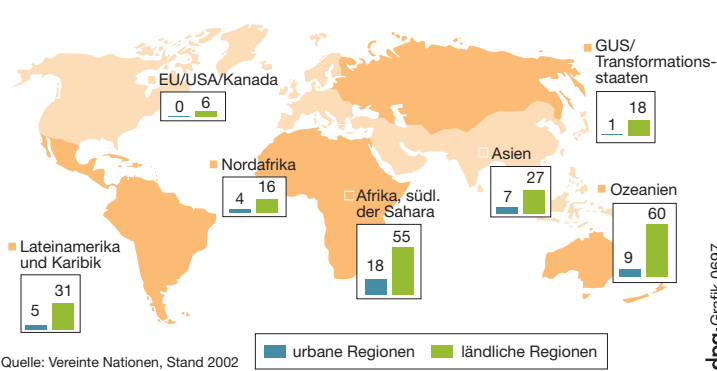 GUS/
Transformations-
staaten
1 18
EU/USA/Kanada
0 6
Nordafrika
4 16
Asien
7 27
Afrika, südl.
der Sahara
18 55
Ozeanien
9 60
Lateinamerika
und Karibik
5 31
urbane Regionen ländliche Regionen
Quelle: Vereinte Nationen, Stand 2002
dpa·Grafik 0697